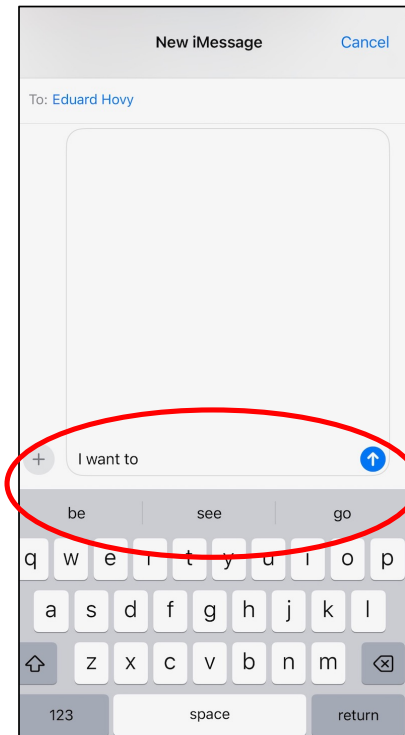 New iMessage Cancel
To: Eduard Hovy
I want to
be see go
q w e r t y u i o p
a s d f g h j k l
z x c v b n m
123 space return